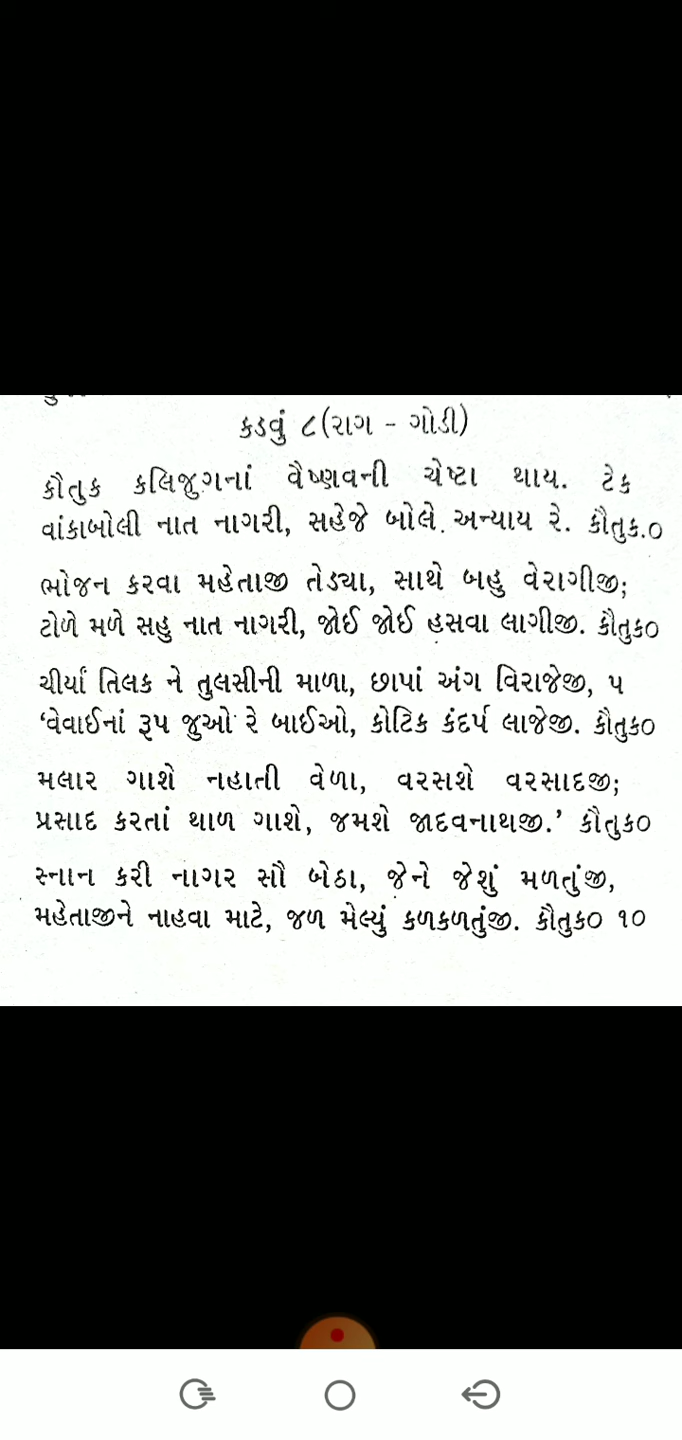 કડવું ૮(રાગ - ગોડી)
કૌતુક કલિજુગનાં વૈષ્ણવની ચેષ્ટા થાય. ટેક
વાંકાબોલી નાત નાગરી, સહેજે બોલે અન્યાય રે. કૌતુક.૦
ભોજન કરવા મહેતાજી તેડ્યા, સાથે બહુ વેરાગીજી;
ટોળે મળે સહુ નાત નાગરી, જોઈ જોઈ હસવા લાગીજી. કૌતુક૦
ચીર્યાં તિલક ને તુલસીની માળા, છાપાં અંગ વિરાજેજી, ૫
‘વેવાઈનાં રૂપ જુઓ રે બાઈઓ, કોટિક કંદર્પ લાજેજી. કૌતુક૦
મલાર ગાશે નહાતી વેળા, વરસશે વરસાદજી;
પ્રસાદ કરતાં થાળ ગાશે, જમશે જાદવનાથજી.’ કૌતુક૦
સ્નાન કરી નાગર સૌ બેઠા, જેને જેશું મળતુંજી,
મહેતાજીને નાહવા માટે, જળ મેલ્યું કળકળતુંજી. કૌતુક૦ ૧૦